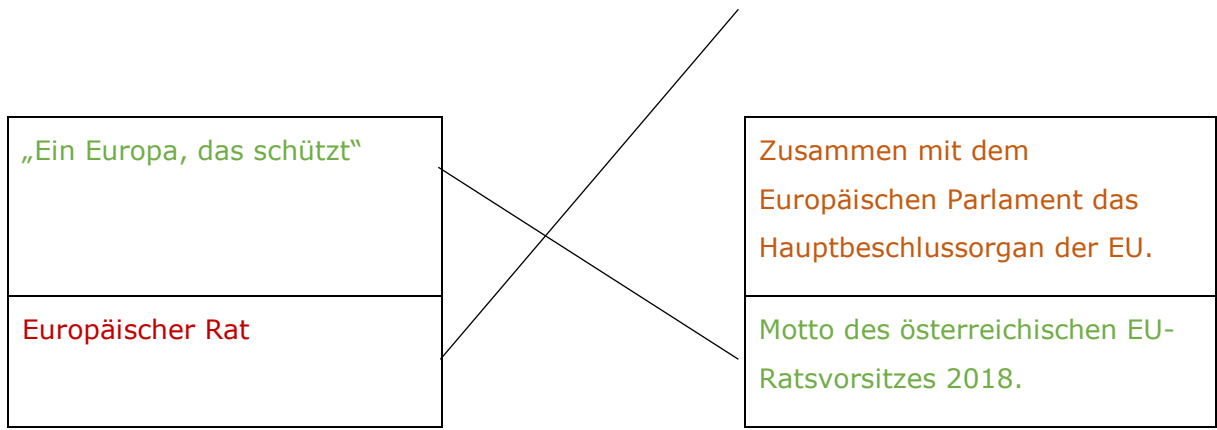 „Ein Europa, das schützt“
Europäischer Rat
Zusammen mit dem
Europäischen Parlament das
Hauptbeschlussorgan der EU.
Motto des österreichischen EU-
Ratsvorsitzes 2018.